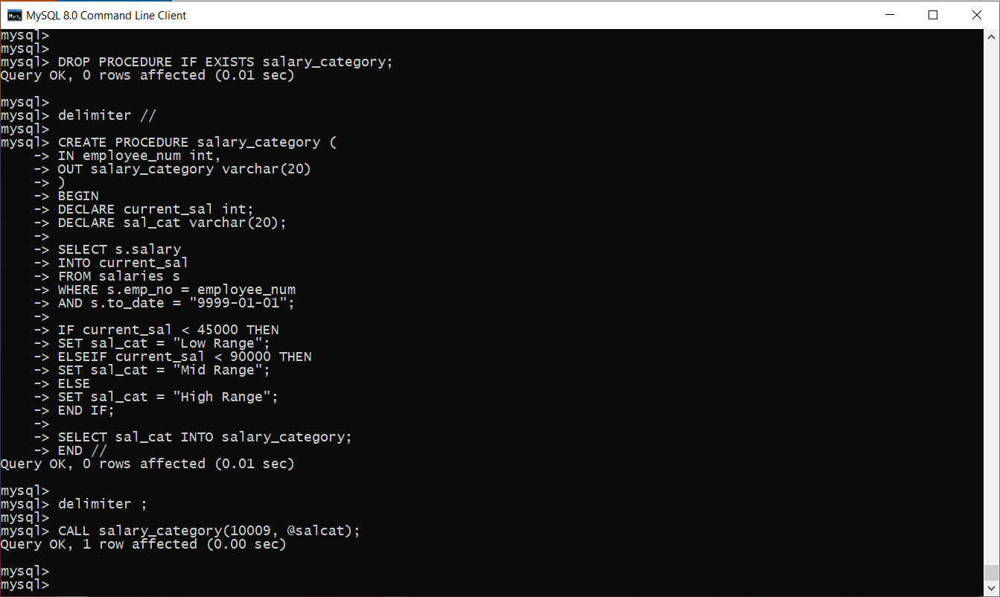 MySQL 8.0 Command Line Client
mysql>
mysql>
mysql> DROP PROCEDURE IF EXISTS salary_category;
Query OK, 0 rows affected (0.01 sec)
mysql>
mysql> delimiter //
mysql>
mysql> CREATE PROCEDURE salary_category (
    -> IN employee_num int,
    -> OUT salary_category varchar(20)
    -> )
    -> BEGIN
    -> DECLARE current_sal int;
    -> DECLARE sal_cat varchar(20);
    ->
    -> SELECT s.salary
    -> INTO current_sal
    -> FROM salaries s
    -> WHERE s.emp_no = employee_num
    -> AND s.to_date = "9999-01-01";
    ->
    -> IF current_sal < 45000 THEN
    -> SET sal_cat = "Low Range";
    -> ELSEIF current_sal < 90000 THEN
    -> SET sal_cat = "Mid Range";
    -> ELSE
    -> SET sal_cat = "High Range";
    -> END IF;
    ->
    -> SELECT sal_cat INTO salary_category;
    -> END //
Query OK, 0 rows affected (0.01 sec)
mysql>
mysql> delimiter ;
mysql>
mysql> CALL salary_category(10009, @salcat);
Query OK, 1 row affected (0.00 sec)
mysql>
mysql>